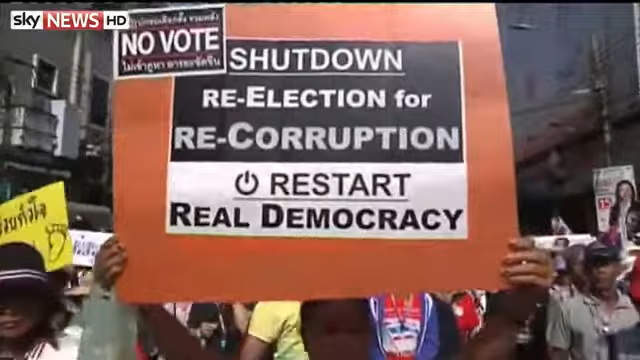 sky NEWS HD
NO VOTE
SHUTDOWN
RE-ELECTION for
RE-CORRUPTION
RESTART
REAL DEMOCRACY